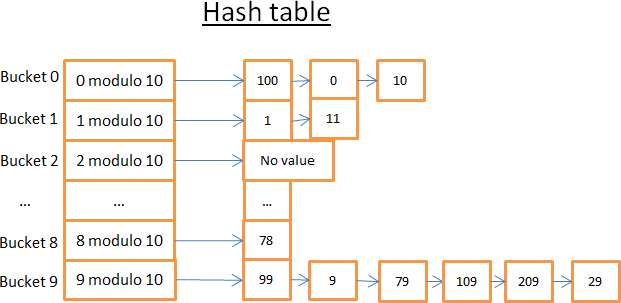 Hash table
Bucket 0 0 modulo 10 100 0 10
Bucket 1 1 modulo 10 1 11
Bucket 2 2 modulo 10 No value
... ... ...
Bucket 8 8 modulo 10 78
Bucket 9 9 modulo 10 99 9 79 109 209 29